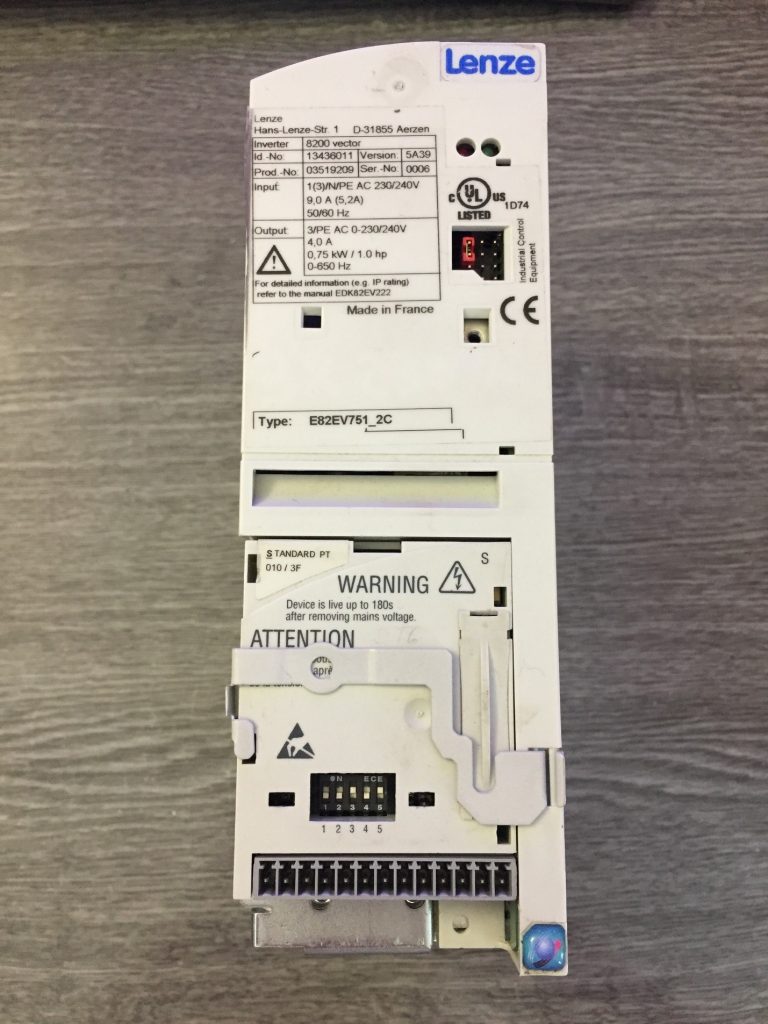 Lenze
Lenze
Hans-Lenze-Str. 1 D-31855 Aerzen
Inverter 8200 vector
Id.-No: 13436011 Version: 5A39
Prod.-No: 03519209 Ser.-No: 0006
Input: 1(3)/N/PE AC 230/240V
9,0 A (5,2A)
50/60 Hz
Output: 3/PE AC 0-230/240V
4,0 A
0,75 kW / 1.0 hp
0-650 Hz
For detailed information (e.g. IP rating)
refer to the manual EDK82EV222
Made in France
C UL US
LISTED
1D74
Industrial Control
Equipment
CE
Type: E82EV751_2C
STANDARD PT
010 / 3F
WARNING S
Device is live up to 180s
after removing mains voltage.
ATTENTION
ON ECE
1 2 3 4 5
1 2 3 4 5